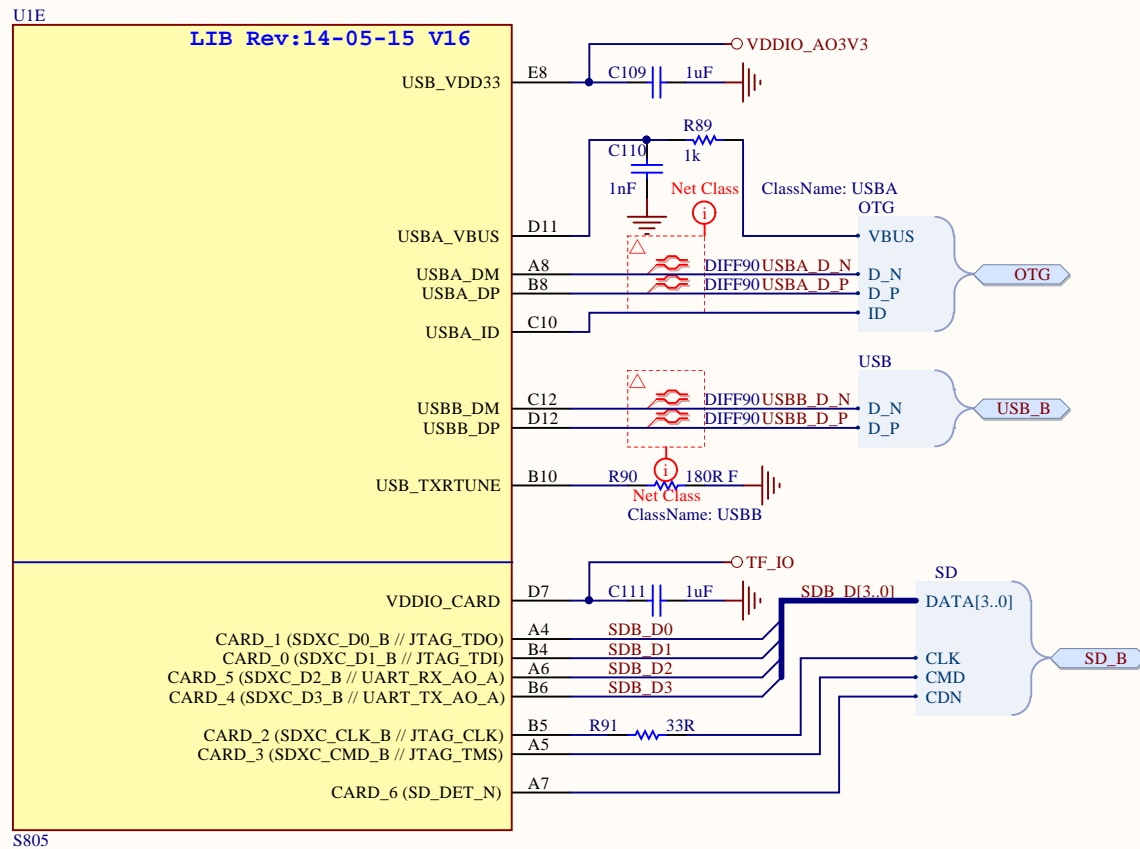 U1E
LIB Rev:14-05-15 V16
VDDIO_AO3V3
USB_VDD33 E8 C109 1uF
R89
C110 1k
1nF Net Class ClassName: USBA
OTG
USBA_VBUS D11 VBUS
USBA_DM A8 DIFF90 USBA_D_N D_N OTG
USBA_DP B8 DIFF90 USBA_D_P D_P
ID
USBA_ID C10
USB
USBB_DM C12 DIFF90 USBB_D_N D_N USB_B
USBB_DP D12 DIFF90 USBB_D_P D_P
USB_TXRTUNE B10 R90 i 180R F
Net Class
ClassName: USBB
TF_IO
SD
VDDIO_CARD D7 C111 1uF SDB_D[3..0] DATA[3..0]
CARD_1 (SDXC_D0_B // JTAG_TDO) A4 SDB_D0
CARD_0 (SDXC_D1_B // JTAG_TDI) B4 SDB_D1 CLK SD_B
CARD_5 (SDXC_D2_B // UART_RX_AO_A) A6 SDB_D2 CMD
CARD_4 (SDXC_D3_B // UART_TX_AO_A) B6 SDB_D3 CDN
CARD_2 (SDXC_CLK_B // JTAG_CLK) B5 R91 33R
CARD_3 (SDXC_CMD_B // JTAG_TMS) A5
CARD_6 (SD_DET_N) A7
S805